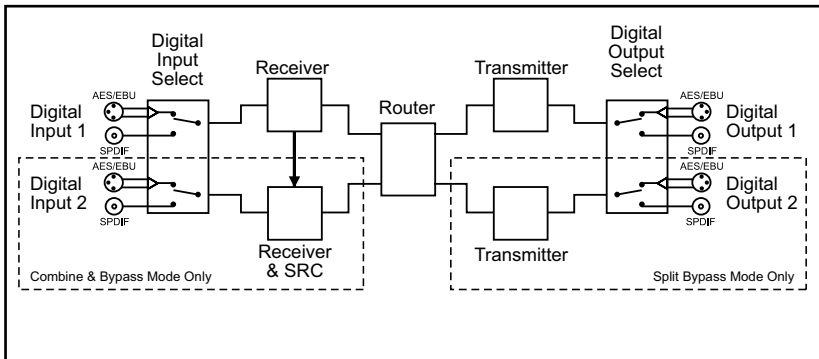 Digital
Input
Select
Receiver
Transmitter
Digital
Output
Select
AES/EBU
Digital
Input 1
SPDIF
Router
AES/EBU
Digital
Output 1
SPDIF
AES/EBU
Digital
Input 2
SPDIF
Receiver
& SRC
Combine & Bypass Mode Only
AES/EBU
Digital
Output 2
SPDIF
Transmitter
Split Bypass Mode Only